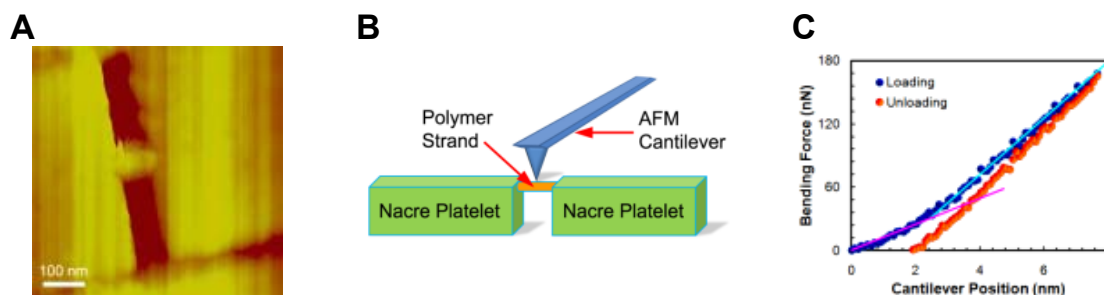 A
100 nm
B
Polymer
Strand
AFM
Cantilever
Nacre Platelet
Nacre Platelet
C
180
120
60
0
Bending Force (nN)
Loading
Unloading
0
2
4
6
Cantilever Position (nm)